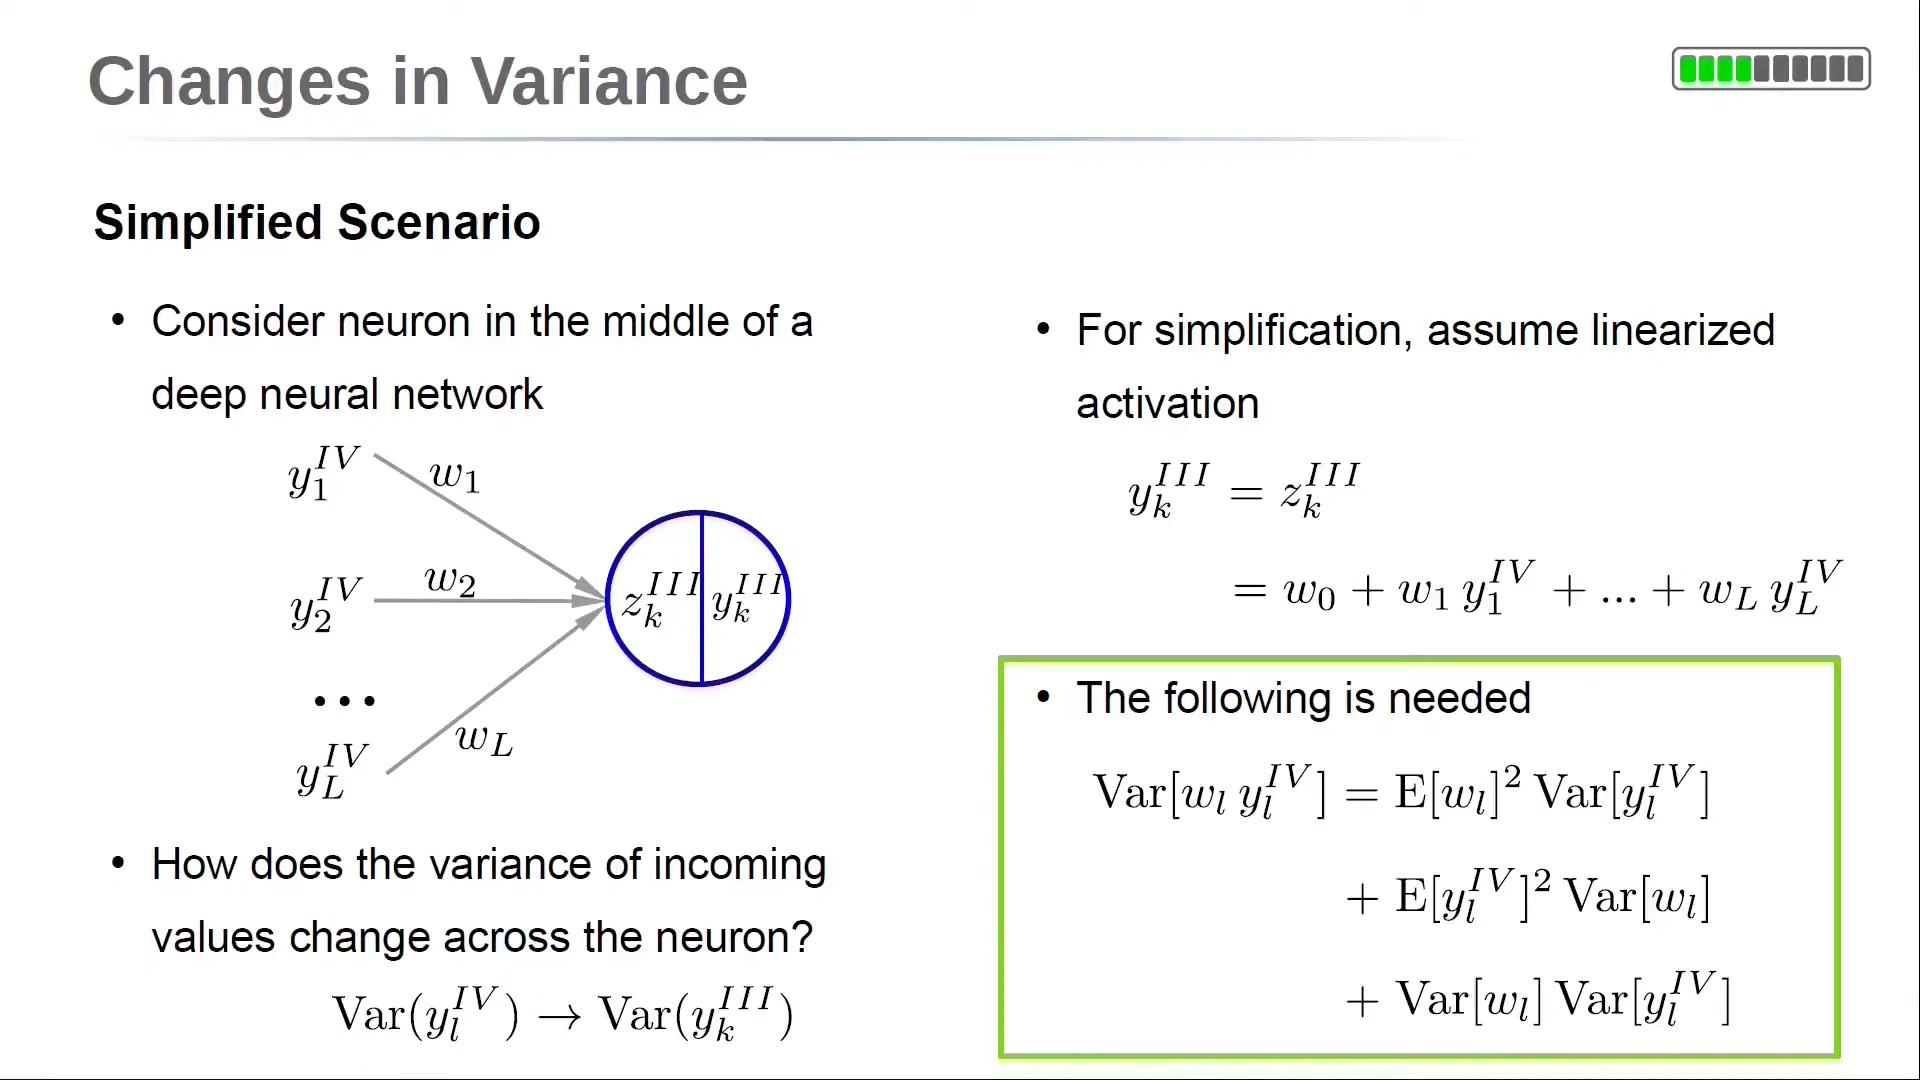 Changes in Variance
Simplified Scenario
• Consider neuron in the middle of a
deep neural network
y_1^{IV} w_1
y_2^{IV} w_2
z_k^{III} y_k^{III}
...
y_L^{IV} w_L
• How does the variance of incoming
values change across the neuron?
Var(y_l^{IV}) → Var(y_k^{III})
• For simplification, assume linearized
activation
y_k^{III} = z_k^{III}
= w_0 + w_1 y_1^{IV} + ... + w_L y_L^{IV}
• The following is needed
Var[w_l y_l^{IV}] = E[w_l]^2 Var[y_l^{IV}]
+ E[y_l^{IV}]^2 Var[w_l]
+ Var[w_l] Var[y_l^{IV}]